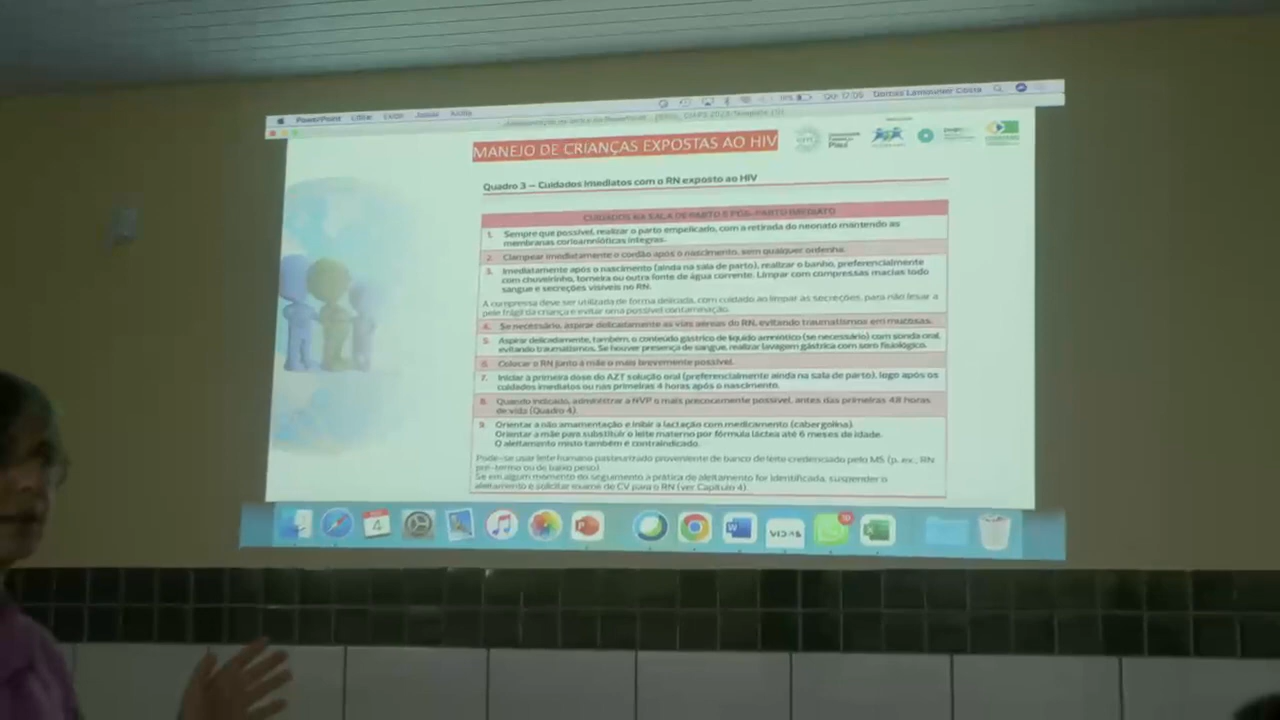 PowerPoint Editar Exibir Janela Ajuda
Qui 17:05
MANEJO DE CRIANÇAS EXPOSTAS AO HIV
Piauí
Quadro 3 – Cuidados imediatos com o RN exposto ao HIV
CUIDADOS NA SALA DE PARTO E PÓS-PARTO IMEDIATO
1. Sempre que possível, realizar o parto empelicado, com a retirada do neonato mantendo as
membranas corioamnióticas íntegras.
2. Clampear imediatamente o cordão após o nascimento, sem qualquer ordenha.
3. Imediatamente após o nascimento (ainda na sala de parto), realizar o banho, preferencialmente
com chuveirinho, torneira ou outra fonte de água corrente. Limpar com compressas macias todo
sangue e secreções visíveis no RN.
A compressa deve ser utilizada de forma delicada, com cuidado ao limpar as secreções, para não lesar a
pele frágil da criança e evitar uma possível contaminação.
4. Se necessário, aspirar delicadamente as vias aéreas do RN, evitando traumatismos em mucosas.
5. Aspirar delicadamente, também, o conteúdo gástrico de líquido amniótico (se necessário) com sonda oral,
evitando traumatismos. Se houver presença de sangue, realizar lavagem gástrica com soro fisiológico.
6. Colocar o RN junto à mãe o mais brevemente possível.
7. Iniciar a primeira dose do AZT solução oral (preferencialmente ainda na sala de parto), logo após os
cuidados imediatos ou nas primeiras 4 horas após o nascimento.
8. Quando indicado, administrar a NVP o mais precocemente possível, antes das primeiras 48 horas
de vida (Quadro 4).
9. Orientar a não amamentação e inibir a lactação com medicamento (cabergolina).
Orientar a mãe para substituir o leite materno por fórmula láctea até 6 meses de idade.
O aleitamento misto também é contraindicado.
Pode-se usar leite humano pasteurizado proveniente de banco de leite credenciado pelo MS (p. ex., RN
pré-termo ou de baixo peso).
Se em algum momento do seguimento a prática de aleitamento for identificada, suspender o
aleitamento e solicitar exame de CV para o RN (ver Capítulo 4).
4
VIDAS